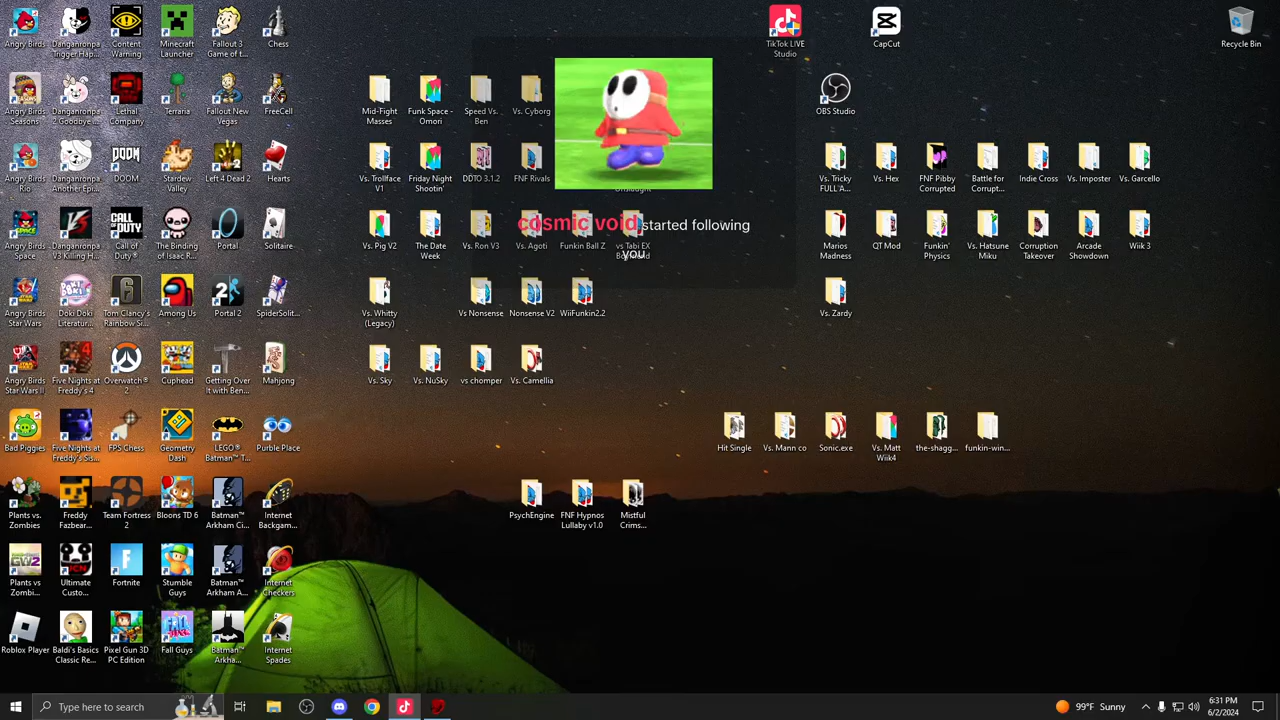 Angry Birds
Danganronpa
Trigger Hap...
Content
Warning
Minecraft
Launcher
Fallout 3
Game of t...
Chess
TikTok LIVE
Studio
CapCut
Recycle Bin
Angry Birds
Seasons
Danganronpa
2 Goodbye ...
Lethal
Company
Terraria
Fallout New
Vegas
FreeCell
Mid-Fight
Masses
Funk Space -
Omori
Speed Vs.
Ben
Vs. Cyborg
OBS Studio
Angry Birds
Rio
Danganronpa
Another Epi...
DOOM
DOOM
Stardew
Valley
Left 4 Dead 2
Hearts
Vs. Trollface
V1
Friday Night
Shootin'
DDTO 3.1.2
FNF Rivals
Vs. Tricky
FULL'A...
Vs. Hex
FNF Pibby
Corrupted
Battle for
Corrupt...
Indie Cross
Vs. Imposter
Vs. Garcello
cosmic void started following
you
Angry Birds
Space
Danganronpa
V3 Killing H...
CALL OF DUTY
Call of
Duty®
The Binding
of Isaac R...
Portal
Solitaire
Vs. Pig V2
The Date
Week
Vs. Ron V3
Vs. Agoti
Funkin Ball Z
vs Tabi EX
Marios
Madness
QT Mod
Funkin'
Physics
Vs. Hatsune
Miku
Corruption
Takeover
Arcade
Showdown
Wiik 3
Angry Birds
Star Wars
Doki Doki
Literatur...
Tom Clancy's
Rainbow Si...
Among Us
2
Portal 2
SpiderSolit...
Vs. Whitty
(Legacy)
Vs Nonsense
Nonsense V2
WiiFunkin2.2
Vs. Zardy
Angry Birds
Star Wars II
Five Nights at
Freddy's 4
Overwatch®
2
Cuphead
Getting Over
It with Ben...
Mahjong
Vs. Sky
Vs. NuSky
vs chomper
Vs. Camellia
Bad Piggies
Five Nights at
Freddy's Sis...
FPS Chess
Geometry
Dash
LEGO®
Batman™ T...
Purble Place
Hit Single
Vs. Mann co
Sonic.exe
Vs. Matt
Wiik4
the-shagg...
funkin-win...
Plants vs.
Zombies
Freddy
Fazbear...
Team Fortress
2
Bloons TD 6
Batman™
Arkham Ci...
Internet
Backgam...
PsychEngine
FNF Hypnos
Lullaby v1.0
Mistful
Crims...
GW2
Plants vs
Zombi...
UCN
Ultimate
Custo...
Fortnite
Stumble
Guys
Batman™
Arkham A...
Internet
Checkers
Roblox Player
Baldi's Basics
Classic Re...
Pixel Gun 3D
PC Edition
Fall Guys
Batman™
Arkha...
Internet
Spades
Type here to search
99°F Sunny
6:31 PM
6/2/2024